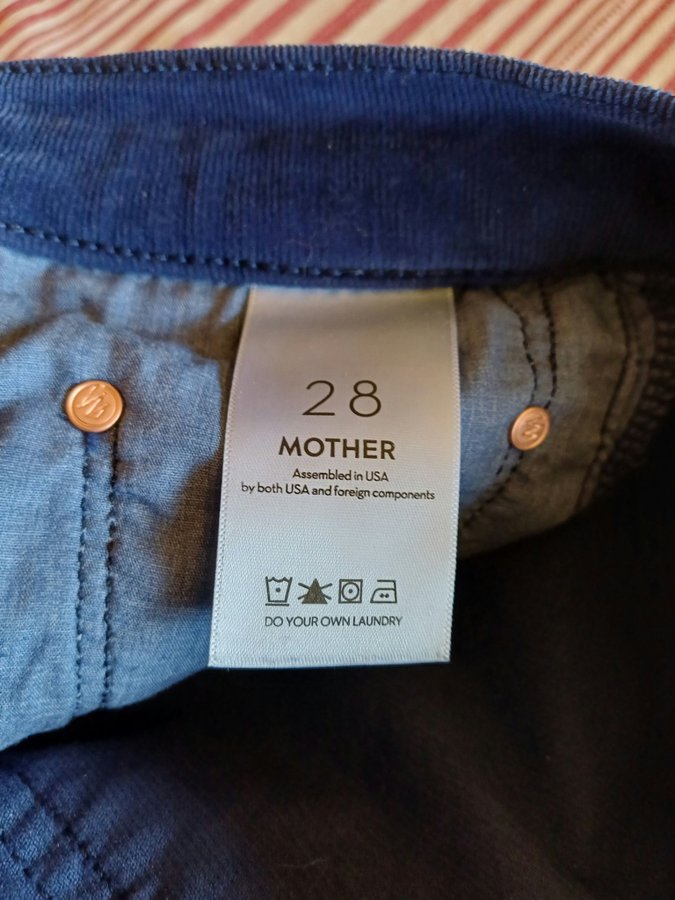 28
MOTHER
Assembled in USA
by both USA and foreign components
DO YOUR OWN LAUNDRY